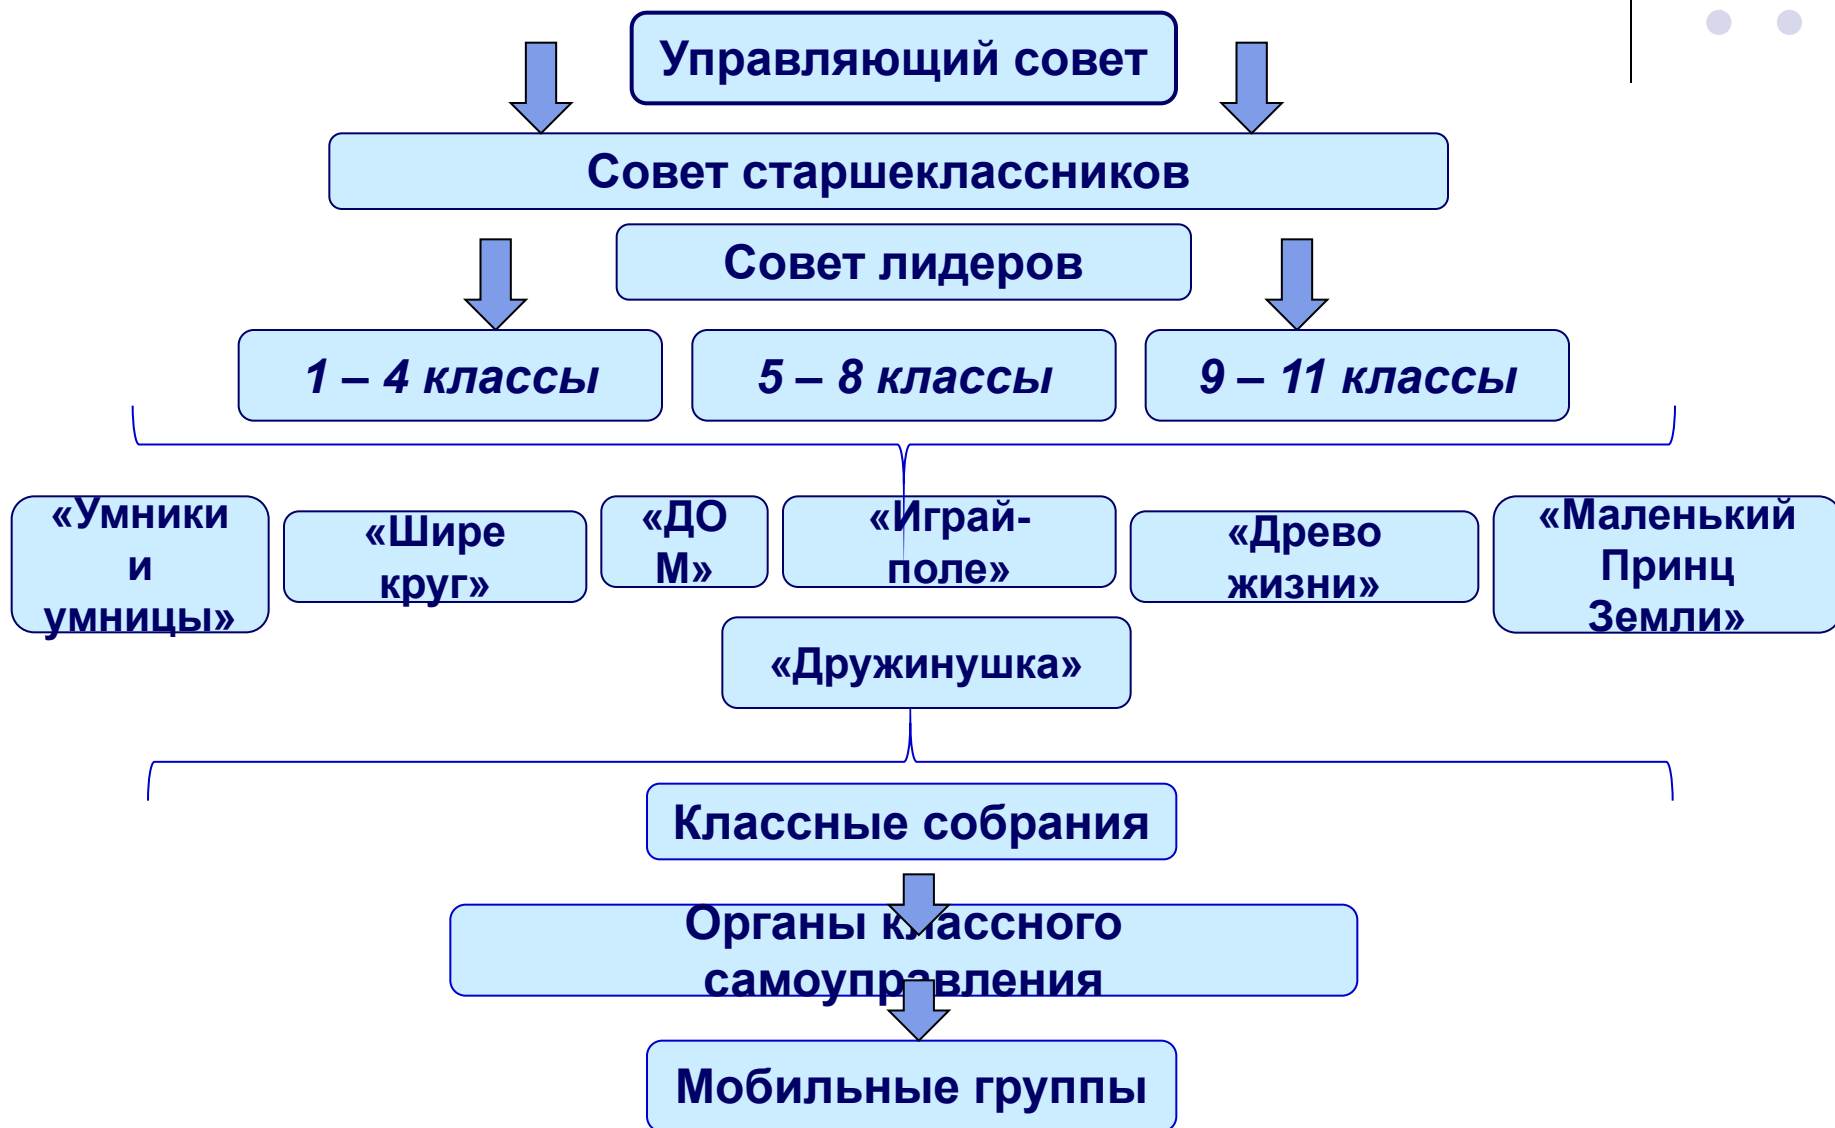 Управляющий совет
Совет старшеклассников
Совет лидеров
1 – 4 классы
5 – 8 классы
9 – 11 классы
«Умники
и
умницы»
«Шире
круг»
«ДО
М»
«Играй-
поле»
«Древо
жизни»
«Маленький
Принц
Земли»
«Дружинушка»
Классные собрания
Органы классного
самоуправления
Мобильные группы